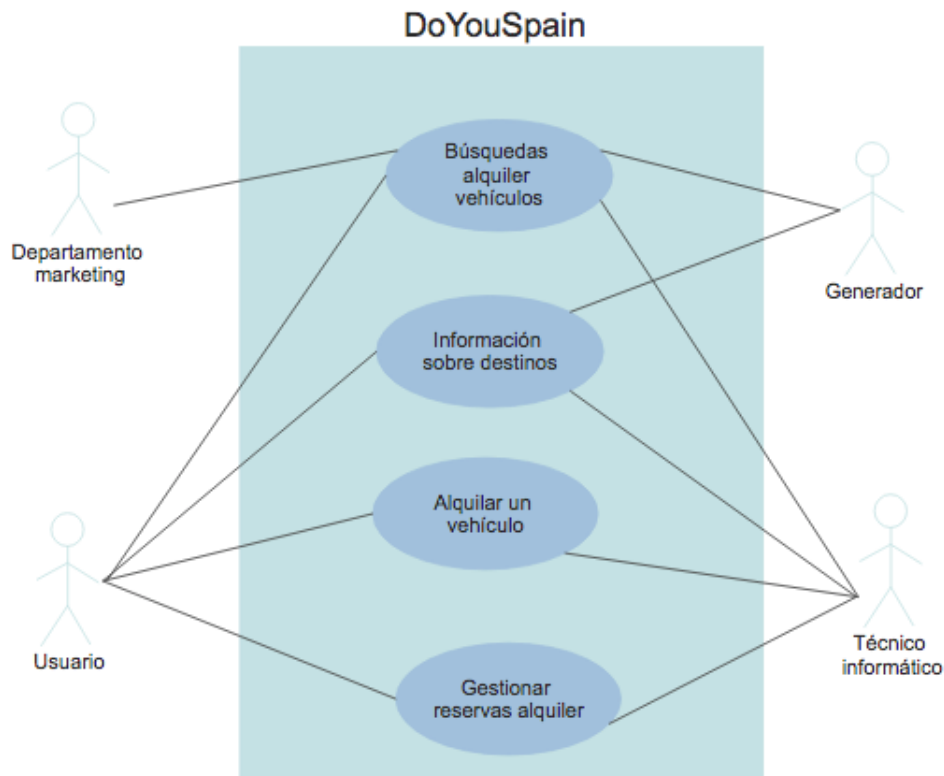 DoYouSpain
Búsquedas
alquiler
vehículos
Departamento
marketing
Generador
Información
sobre destinos
Alquilar un
vehículo
Usuario
Técnico
informático
Gestionar
reservas alquiler